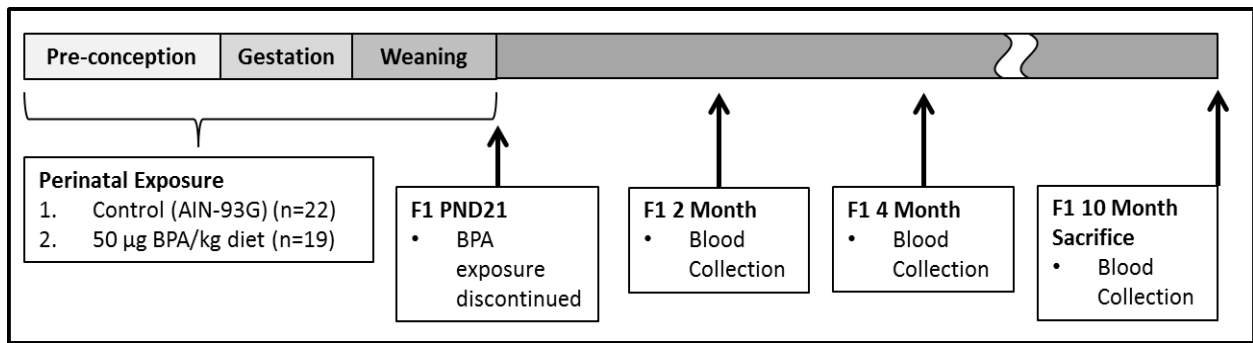 Pre-conception
Gestation
Weaning
Perinatal Exposure
1. Control (AIN-93G) (n=22)
2. 50 µg BPA/kg diet (n=19)
F1 PND21
• BPA
exposure
discontinued
F1 2 Month
• Blood
Collection
F1 4 Month
• Blood
Collection
F1 10 Month
Sacrifice
• Blood
Collection